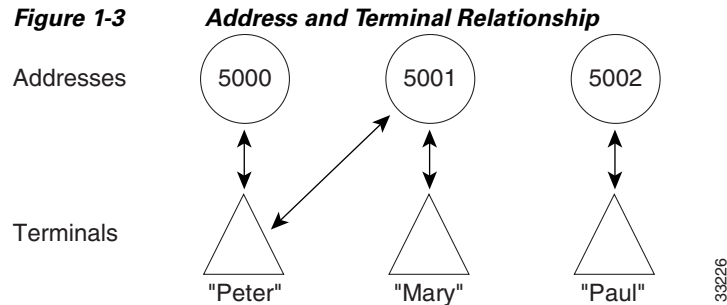 Figure 1-3 Address and Terminal Relationship
Addresses 5000 5001 5002
Terminals
"Peter" "Mary" "Paul"
33226